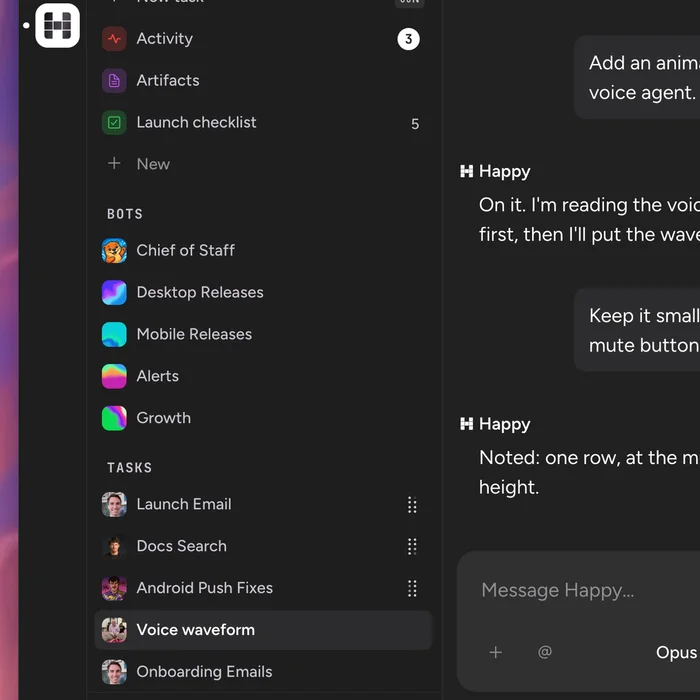 New task
Activity
3
Artifacts
Launch checklist
5
New
BOTS
Chief of Staff
Desktop Releases
Mobile Releases
Alerts
Growth
TASKS
Launch Email
Docs Search
Android Push Fixes
Voice waveform
Onboarding Emails
Add an anima
voice agent.
Happy
On it. I'm reading the voic
first, then I'll put the wave
Keep it small
mute button
Happy
Noted: one row, at the m
height.
Message Happy...
@
Opus